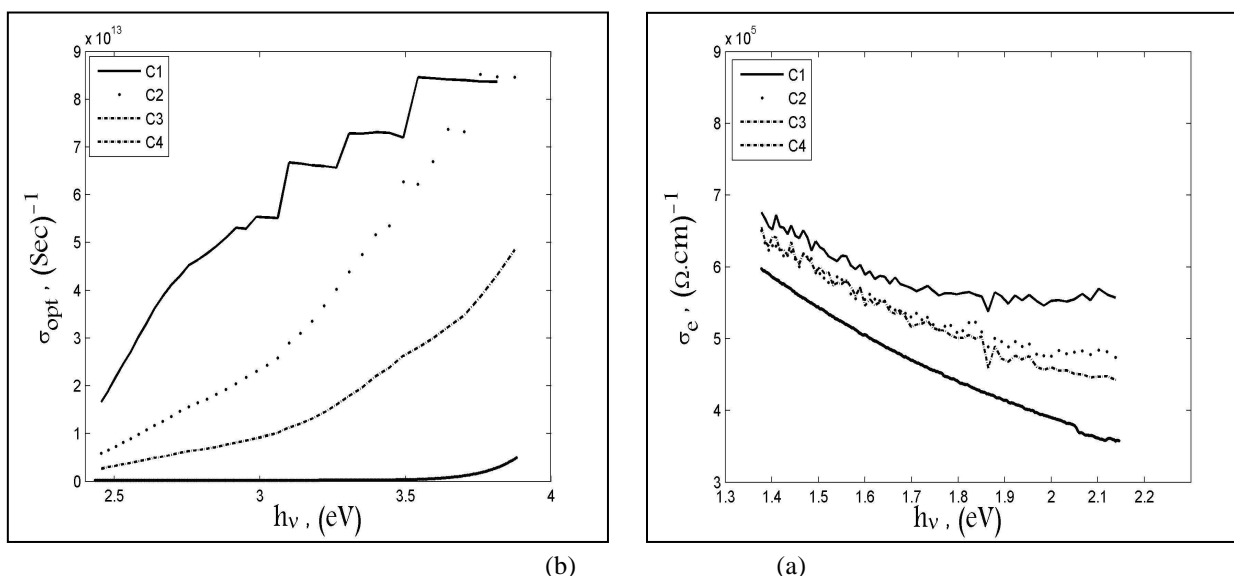 x 10^13
9
8
7
6
5
4
3
2
1
0
σopt , (Sec)^-1
C1
C2
C3
C4
2.5 3 3.5 4
hν , (eV)
(b)
x 10^5
9
8
7
6
5
4
3
σe , (Ω.cm)^-1
C1
C2
C3
C4
1.3 1.4 1.5 1.6 1.7 1.8 1.9 2 2.1 2.2
hν , (eV)
(a)